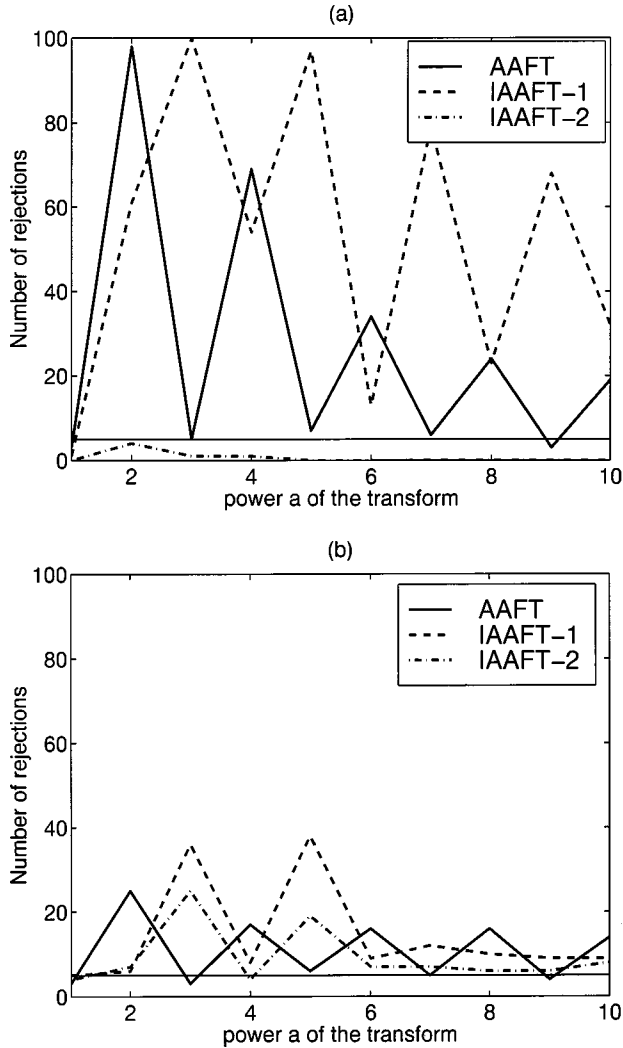 (a)
100
80
60
40
20
0
Number of rejections
AAFT
IAAFT-1
IAAFT-2
2 4 6 8 10
power a of the transform
(b)
100
80
60
40
20
0
Number of rejections
AAFT
IAAFT-1
IAAFT-2
2 4 6 8 10
power a of the transform